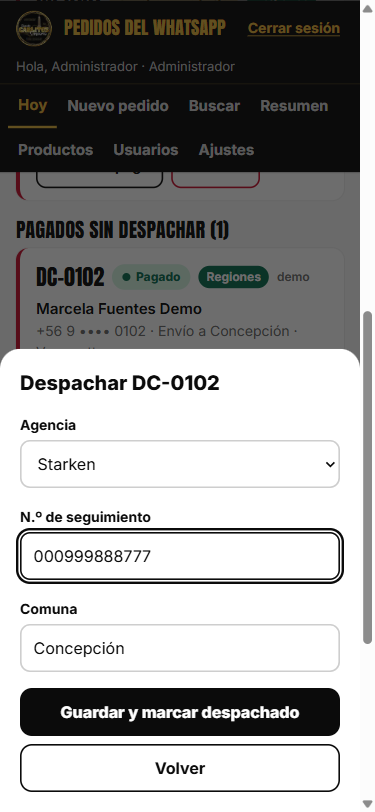 PEDIDOS DEL WHATSAPP
Cerrar sesión
Hola, Administrador · Administrador
Hoy Nuevo pedido Buscar Resumen
Productos Usuarios Ajustes
PAGADOS SIN DESPACHAR (1)
DC-0102 Pagado Regiones demo
Marcela Fuentes Demo
+56 9 •••• 0102 · Envío a Concepción ·
Despachar DC-0102
Agencia
Starken
N.º de seguimiento
000999888777
Comuna
Concepción
Guardar y marcar despachado
Volver